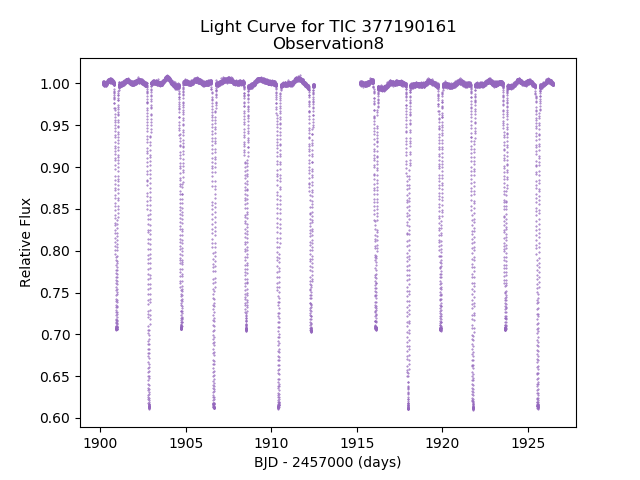 Light Curve for TIC 377190161
Observation8
1.00
0.95
0.90
0.85
0.80
0.75
0.70
0.65
0.60
Relative Flux
1900 1905 1910 1915 1920 1925
BJD - 2457000 (days)